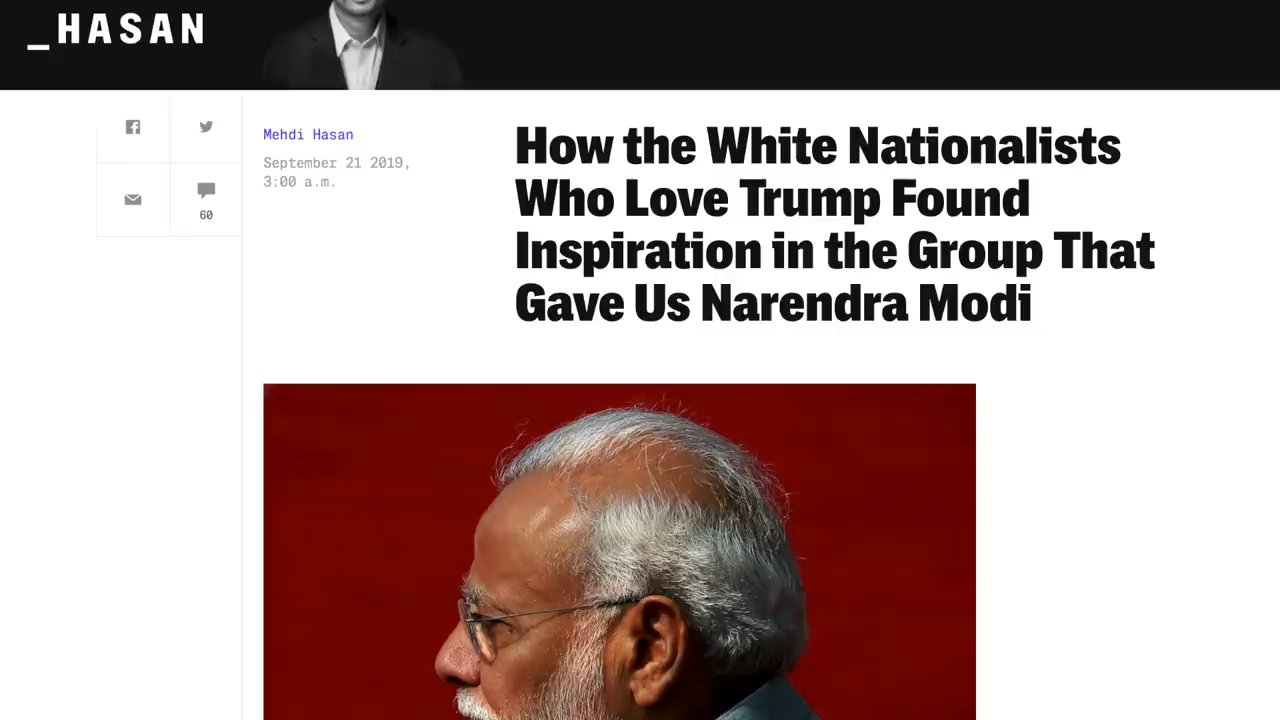 _HASAN
Mehdi Hasan
September 21 2019,
3:00 a.m.
60
How the White Nationalists
Who Love Trump Found
Inspiration in the Group That
Gave Us Narendra Modi